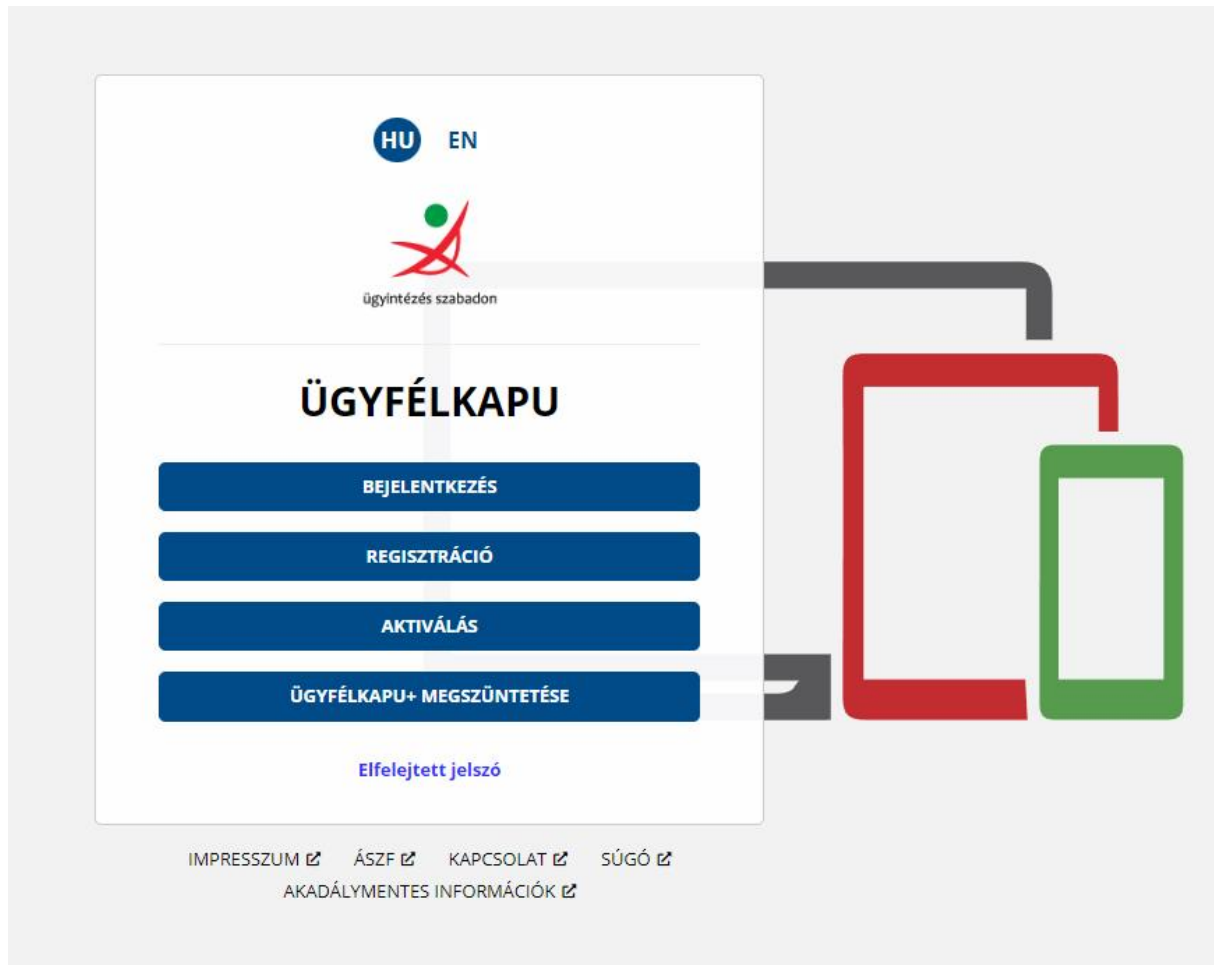 HU EN
ügyintézés szabadon
ÜGYFÉLKAPU
BEJELENTKEZÉS
REGISZTRÁCIÓ
AKTIVÁLÁS
ÜGYFÉLKAPU+ MEGSZÜNTETÉSE
Elfelejtett jelszó
IMPRESSZUM ÁSZF KAPCSOLAT SÚGÓ
AKADÁLYMENTES INFORMÁCIÓK